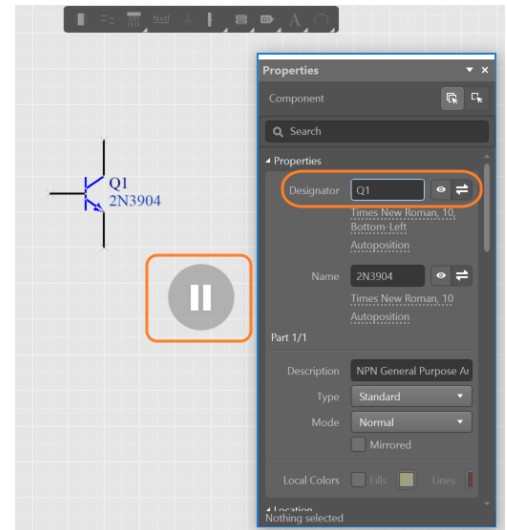 Net1
A
Properties
Component
Search
Properties
Designator Q1
Times New Roman, 10,
Bottom-Left
Autoposition
Q1
2N3904
Name 2N3904
Times New Roman, 10
Autoposition
Part 1/1
Description NPN General Purpose
Type Standard
Mode Normal
Mirrored
Local Colors Fills Lines
Location
Nothing selected